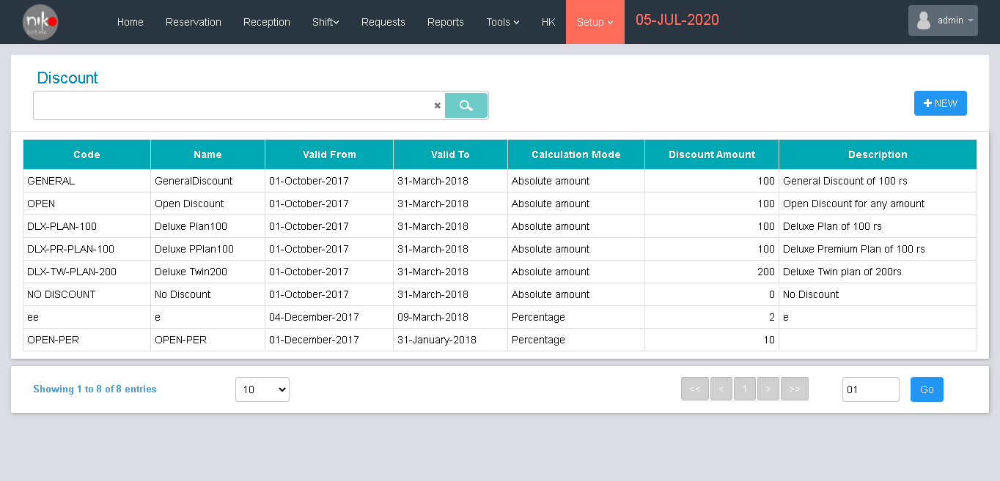 niko
hotels
Home Reservation Reception Shift Requests Reports Tools HK Setup 05-JUL-2020 admin
Discount
NEW
Code Name Valid From Valid To Calculation Mode Discount Amount Description
GENERAL GeneralDiscount 01-October-2017 31-March-2018 Absolute amount 100 General Discount of 100 rs
OPEN Open Discount 01-October-2017 31-March-2018 Absolute amount 100 Open Discount for any amount
DLX-PLAN-100 Deluxe Plan100 01-October-2017 31-March-2018 Absolute amount 100 Deluxe Plan of 100 rs
DLX-PR-PLAN-100 Deluxe PPlan100 01-October-2017 31-March-2018 Absolute amount 100 Deluxe Premium Plan of 100 rs
DLX-TW-PLAN-200 Deluxe Twin200 01-October-2017 31-March-2018 Absolute amount 200 Deluxe Twin plan of 200rs
NO DISCOUNT No Discount 01-October-2017 31-March-2018 Absolute amount 0 No Discount
ee e 04-December-2017 09-March-2018 Percentage 2 e
OPEN-PER OPEN-PER 01-December-2017 31-January-2018 Percentage 10
Showing 1 to 8 of 8 entries 10 << < 1 > >> 01 Go